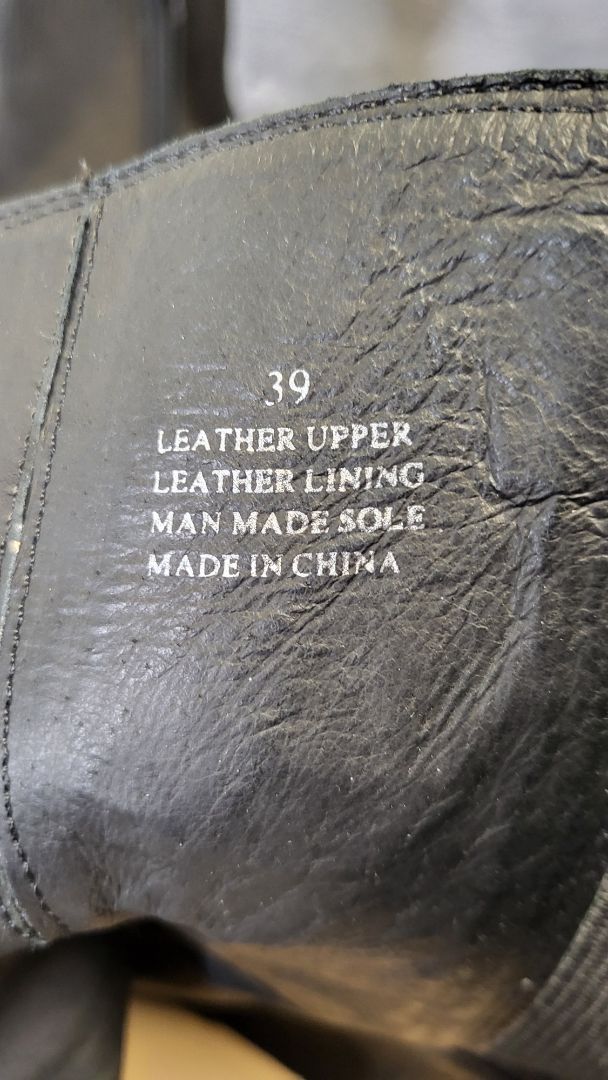 39
LEATHER UPPER
LEATHER LINING
MAN MADE SOLE
MADE IN CHINA